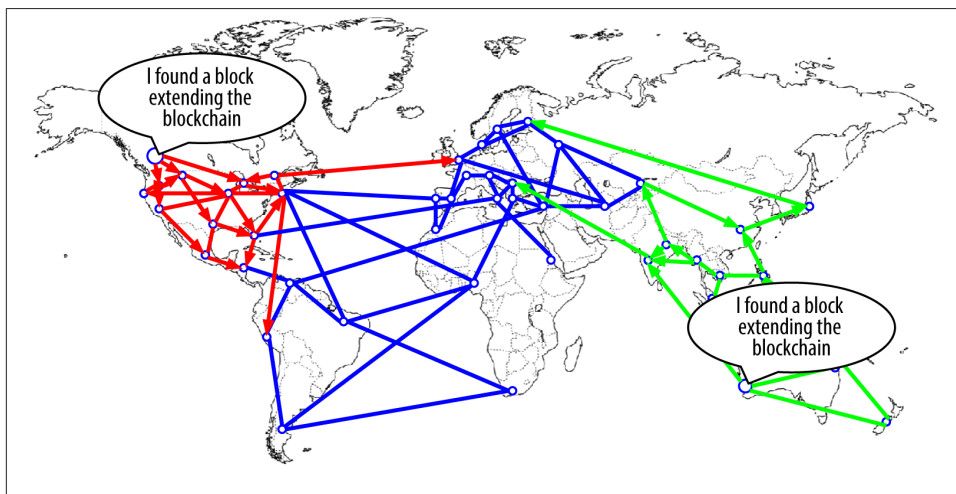 I found a block
extending the
blockchain
I found a block
extending the
blockchain